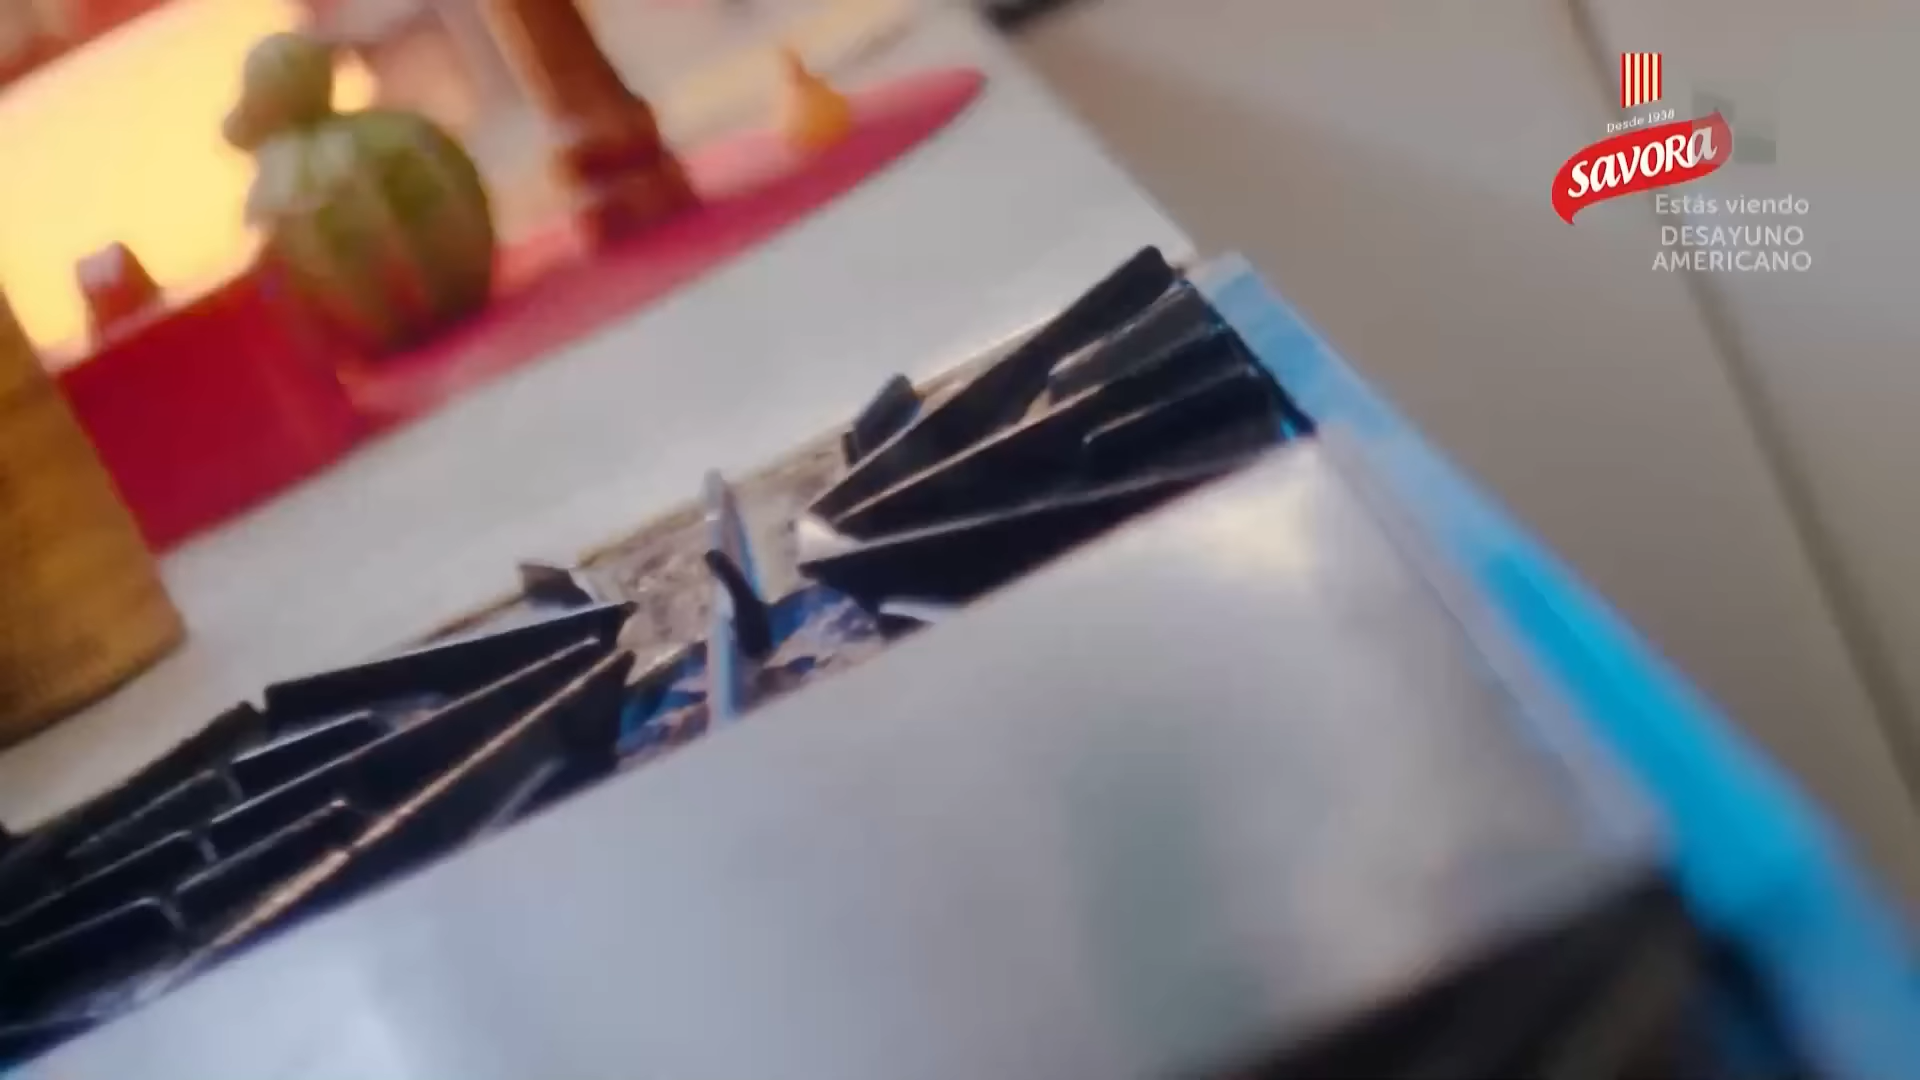 Desde 1938
SAVORA
Estás viendo
DESAYUNO
AMERICANO